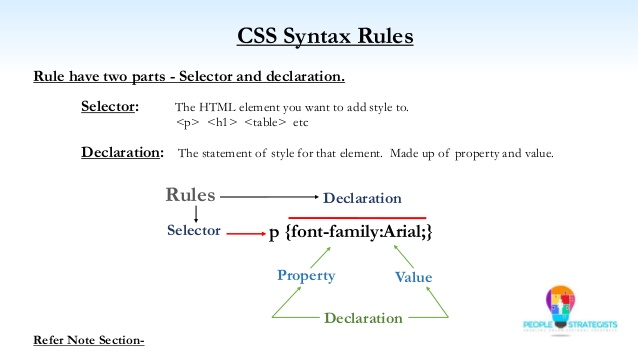 CSS Syntax Rules
Rule have two parts - Selector and declaration.
Selector: The HTML element you want to add style to.
<p> <h1> <table> etc
Declaration: The statement of style for that element. Made up of property and value.
Rules Declaration
Selector p {font-family:Arial;}
Property Value
Declaration
PEOPLE STRATEGISTS
Refer Note Section-